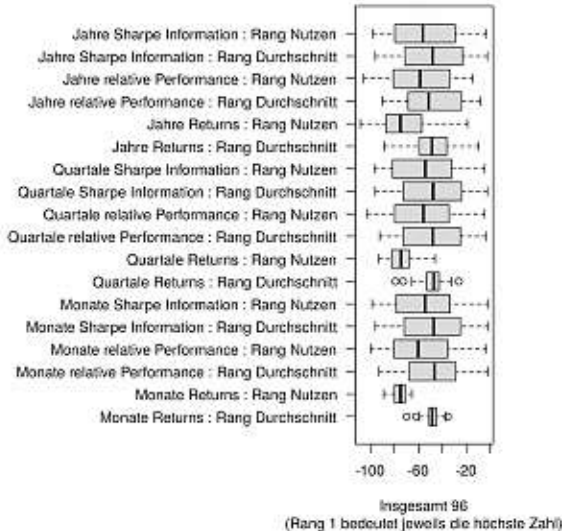 Jahre Sharpe Information : Rang Nutzen
Jahre Sharpe Information : Rang Durchschnitt
Jahre relative Performance : Rang Nutzen
Jahre relative Performance : Rang Durchschnitt
Jahre Returns : Rang Nutzen
Jahre Returns : Rang Durchschnitt
Quartale Sharpe Information : Rang Nutzen
Quartale Sharpe Information : Rang Durchschnitt
Quartale relative Performance : Rang Nutzen
Quartale relative Performance : Rang Durchschnitt
Quartale Returns : Rang Nutzen
Quartale Returns : Rang Durchschnitt
Monate Sharpe Information : Rang Nutzen
Monate Sharpe Information : Rang Durchschnitt
Monate relative Performance : Rang Nutzen
Monate relative Performance : Rang Durchschnitt
Monate Returns : Rang Nutzen
Monate Returns : Rang Durchschnitt
-100 -60 -20
Insgesamt 96
(Rang 1 bedeutet jeweils die höchste Zahl)